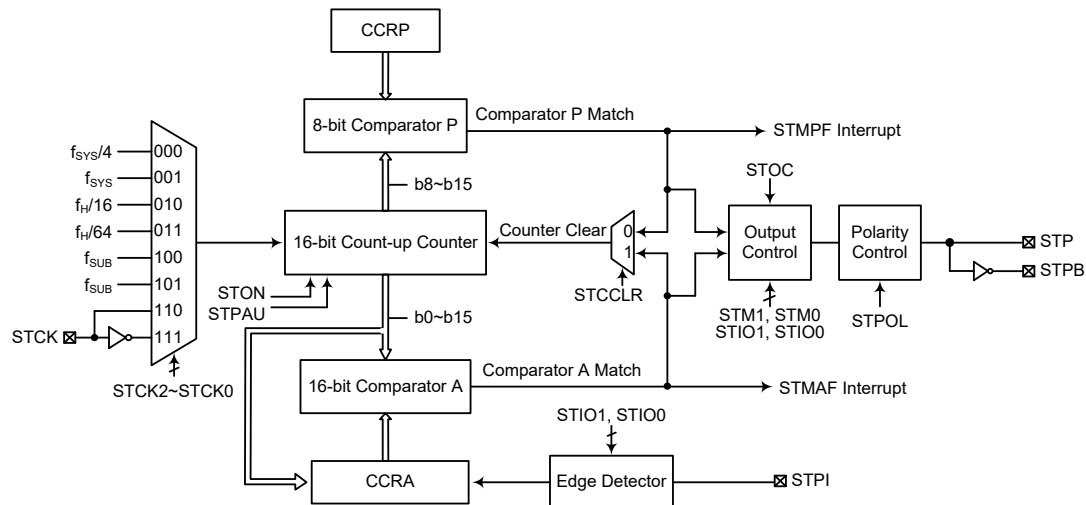 CCRP
8-bit Comparator P
Comparator P Match
STMPF Interrupt
b8~b15
fSYS/4
000
fSYS
001
fH/16
010
fH/64
011
fSUB
100
fSUB
101
110
111
STCK
STCK2~STCK0
16-bit Count-up Counter
STON
STPAU
Counter Clear
0
1
STCCLR
STOC
Output
Control
STM1, STM0
STIO1, STIO0
Polarity
Control
STPOL
STP
STPB
b0~b15
16-bit Comparator A
Comparator A Match
STMAF Interrupt
STIO1, STIO0
CCRA
Edge Detector
STPI